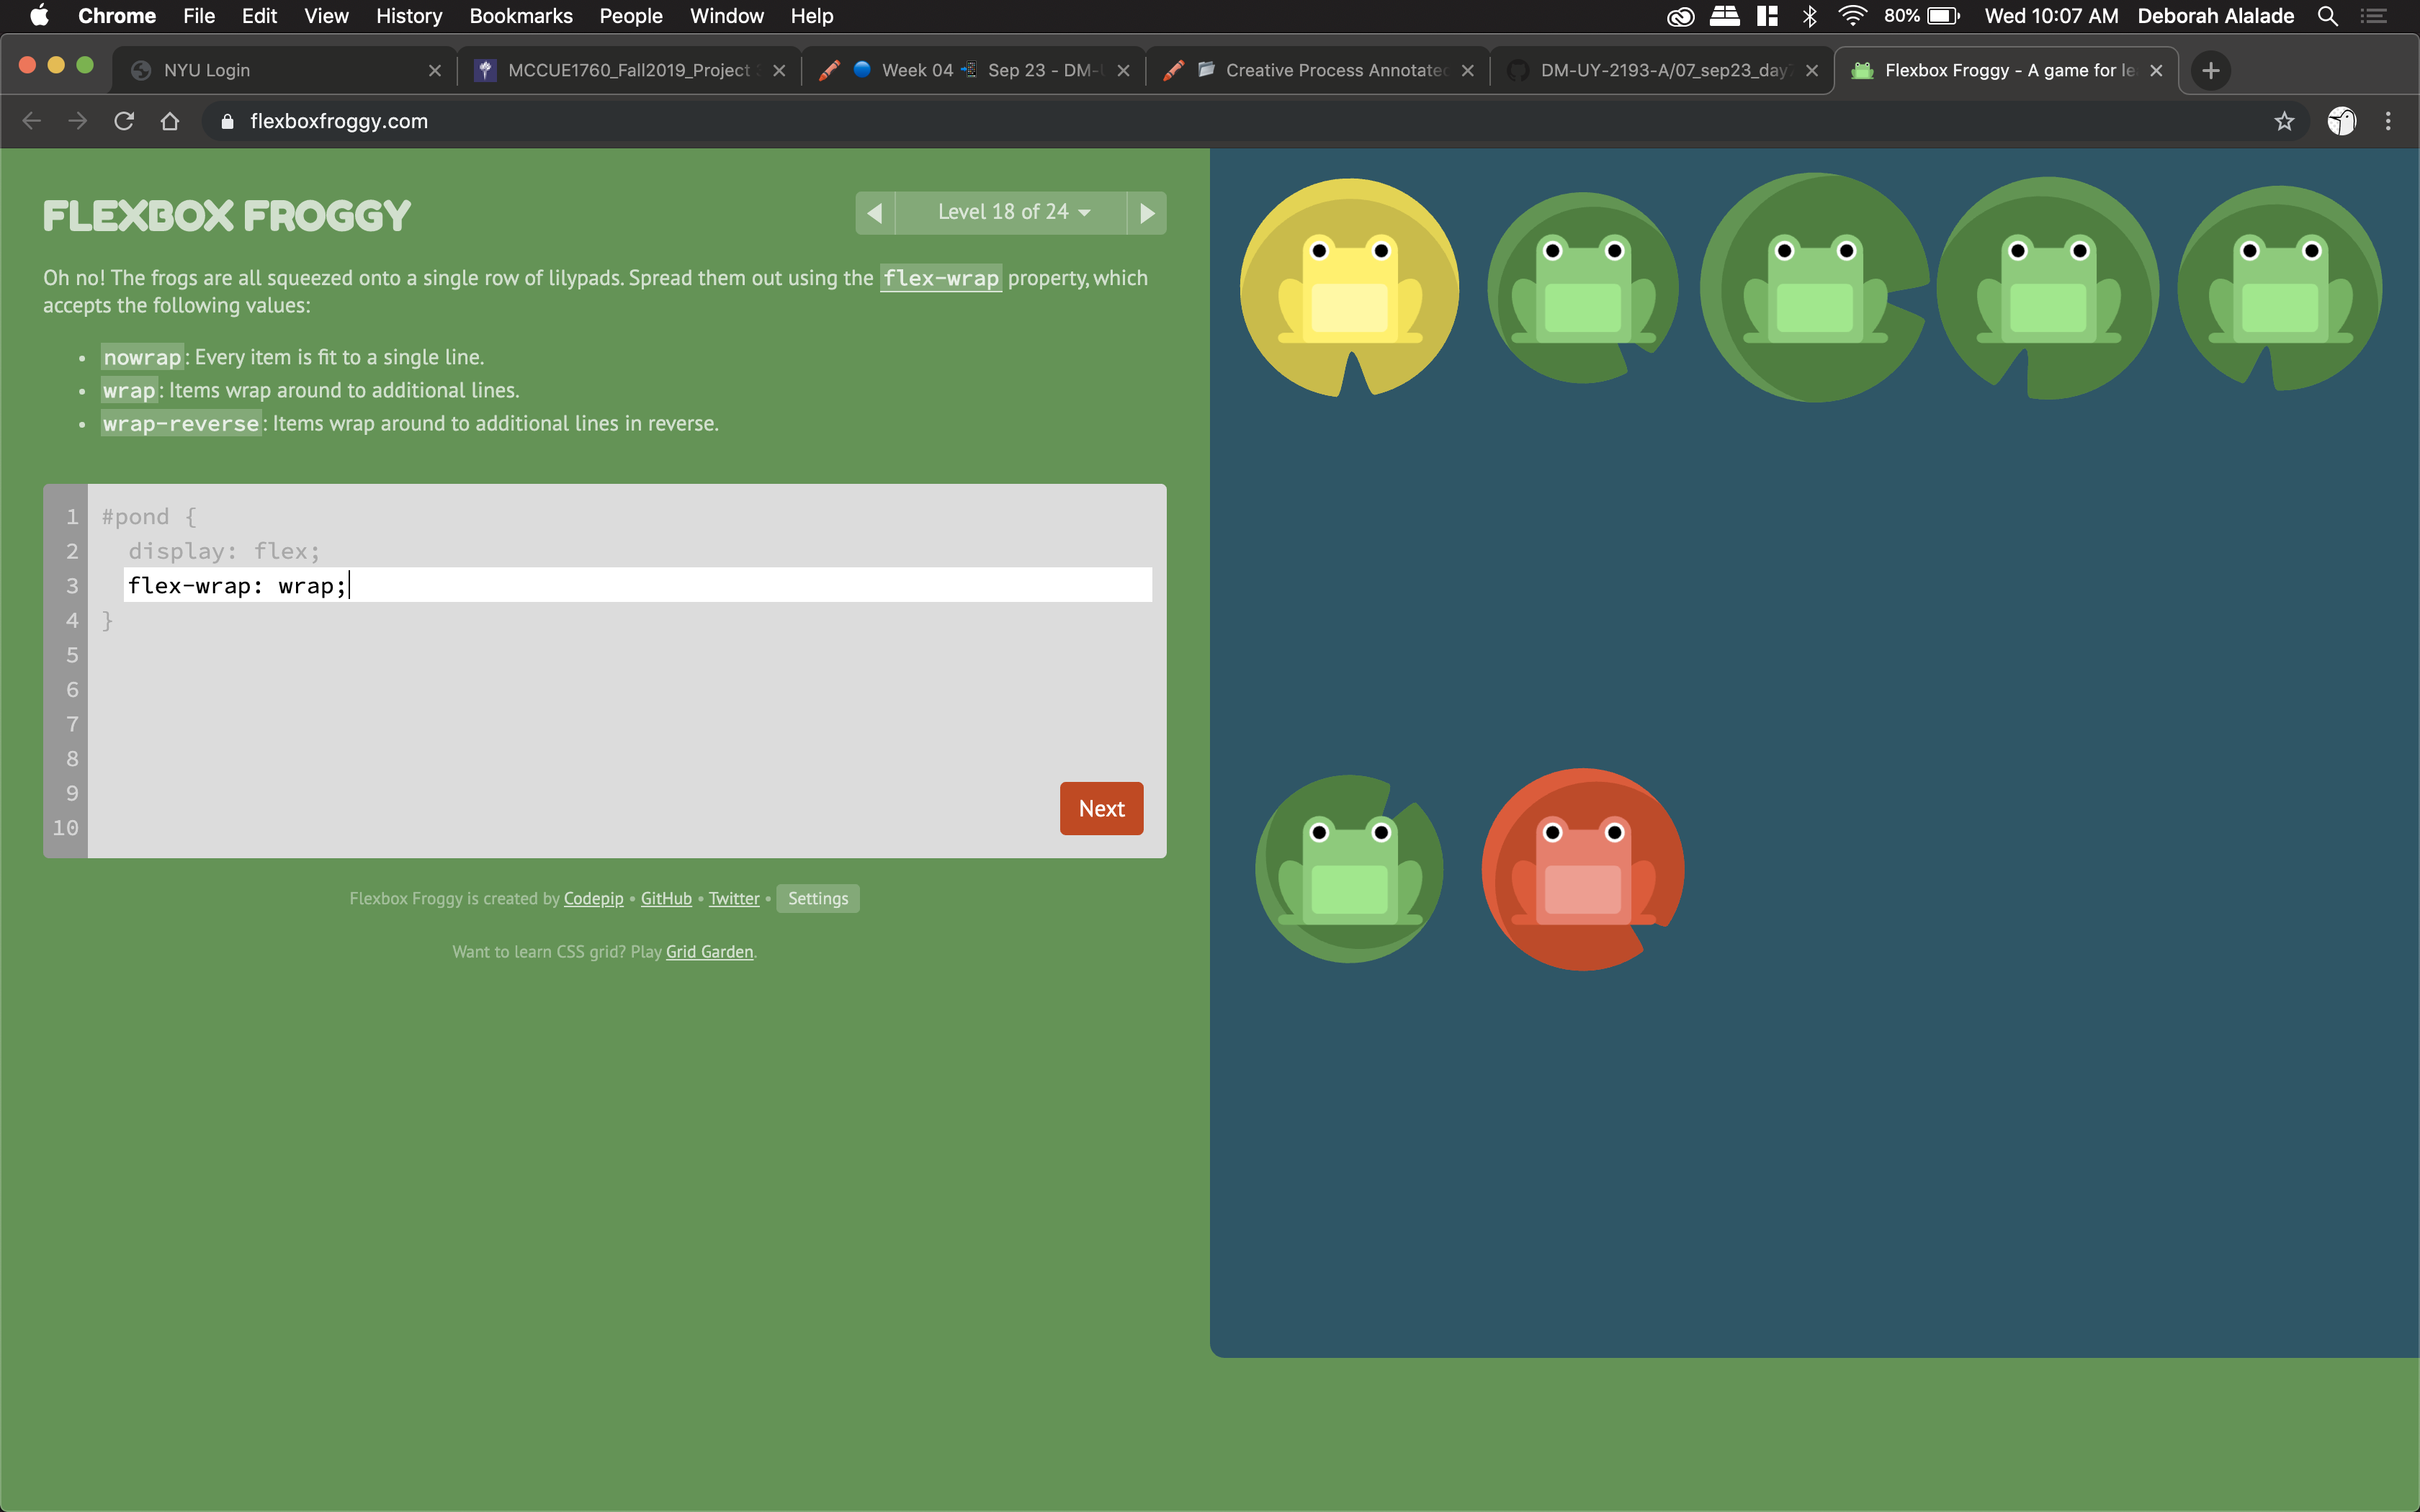 Chrome File Edit View History Bookmarks People Window Help 80% Wed 10:07 AM Deborah Alalade
NYU Login MCCUE1760_Fall2019_Project Week 04 Sep 23 - DM- Creative Process Annotated DM-UY-2193-A/07_sep23_day Flexbox Froggy - A game for le
flexboxfroggy.com
FLEXBOX FROGGY
Level 18 of 24
Oh no! The frogs are all squeezed onto a single row of lilypads. Spread them out using the flex-wrap property, which
accepts the following values:
• nowrap: Every item is fit to a single line.
• wrap: Items wrap around to additional lines.
• wrap-reverse: Items wrap around to additional lines in reverse.
1 #pond {
2 display: flex;
3 flex-wrap: wrap;
4 }
5
6
7
8
9
10
Next
Flexbox Froggy is created by Codepip • GitHub • Twitter • Settings
Want to learn CSS grid? Play Grid Garden.